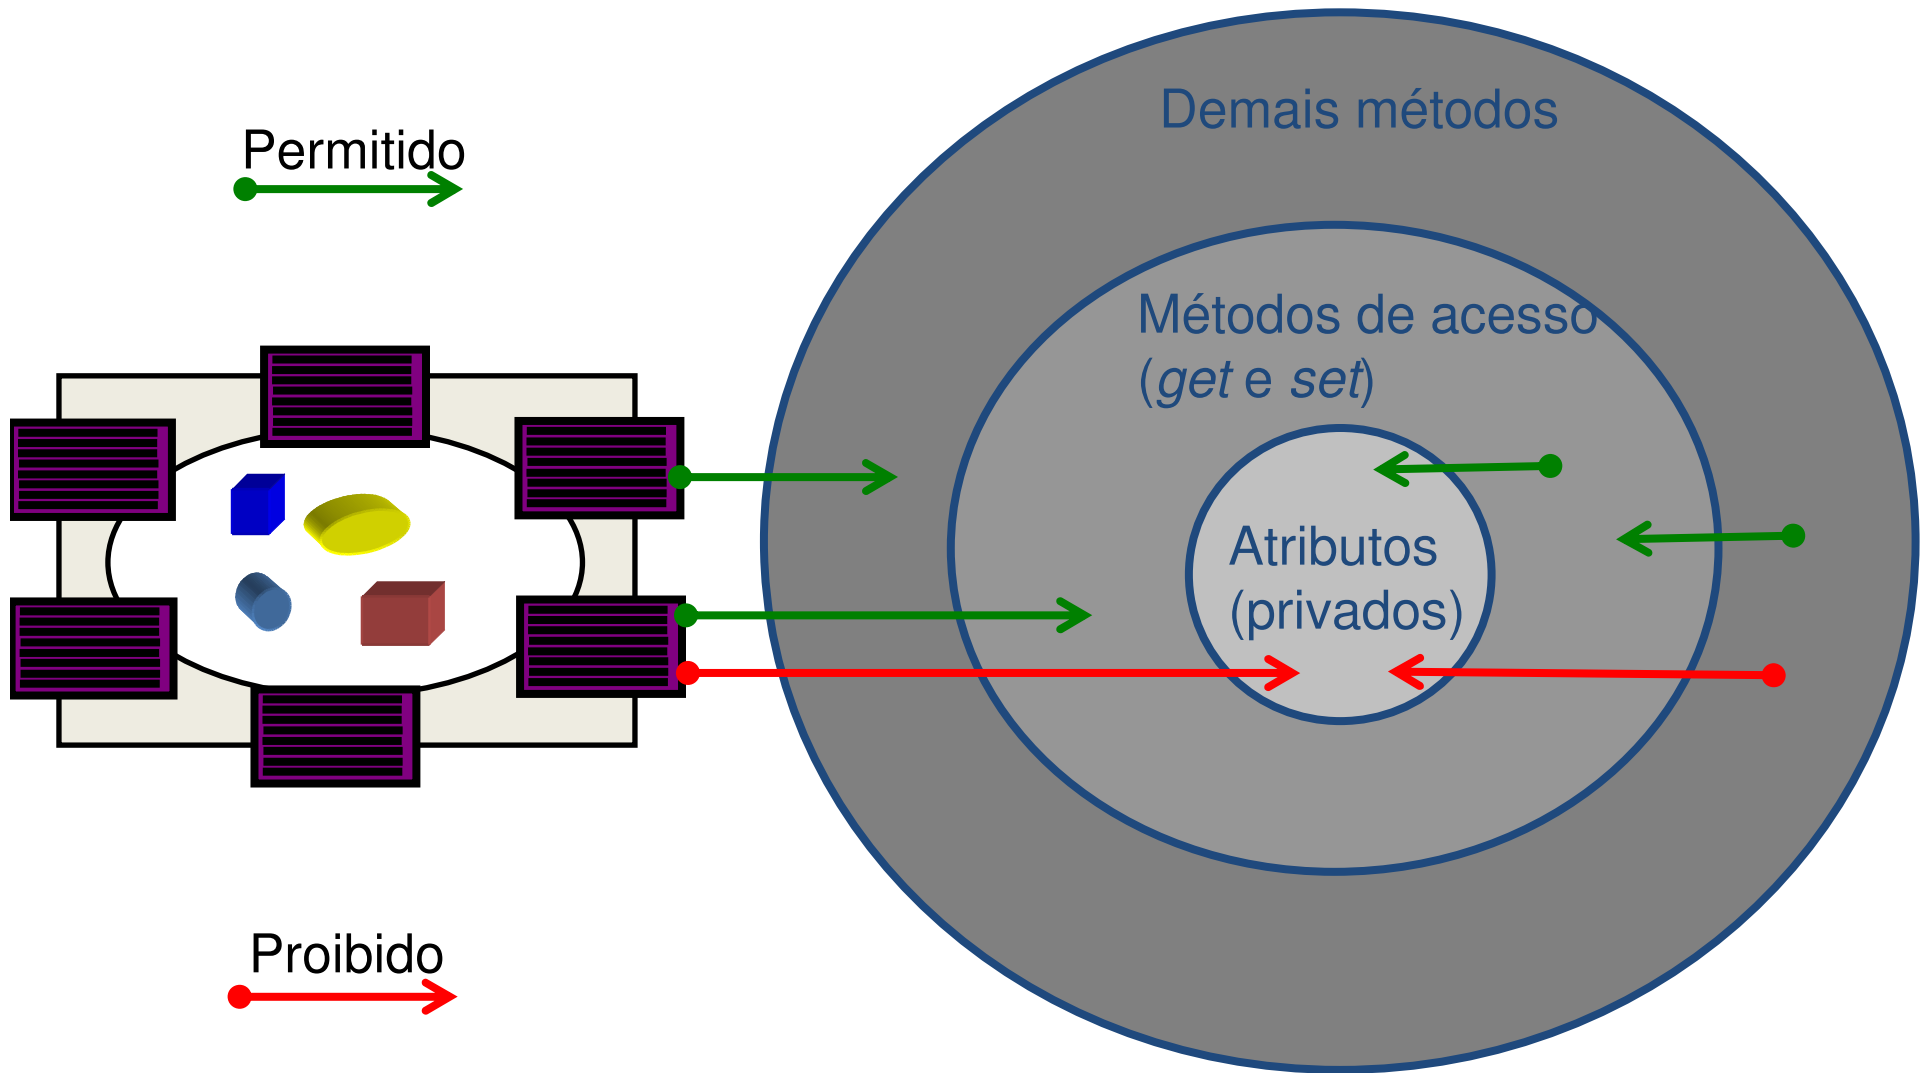 Permitido
Demais métodos
Métodos de acesso
(get e set)
Atributos
(privados)
Proibido